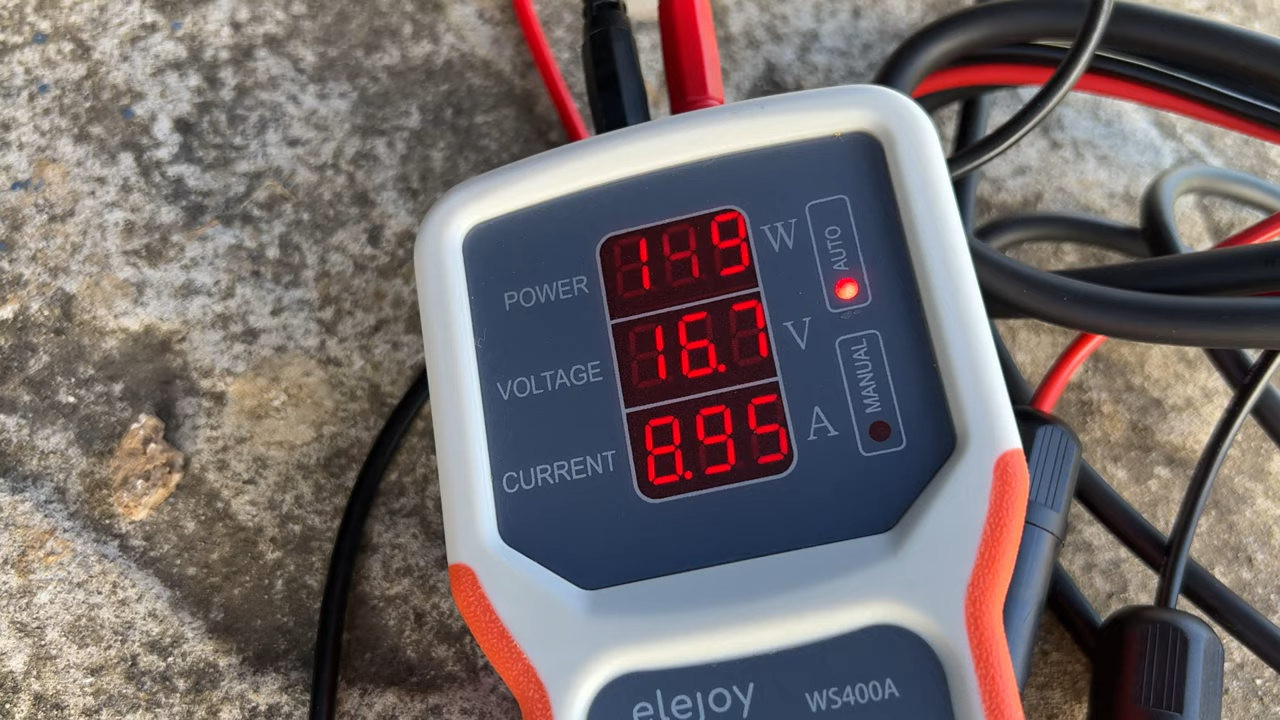 POWER 149 W
VOLTAGE 16.7 V
CURRENT 8.95 A
AUTO
MANUAL
elejoy WS400A